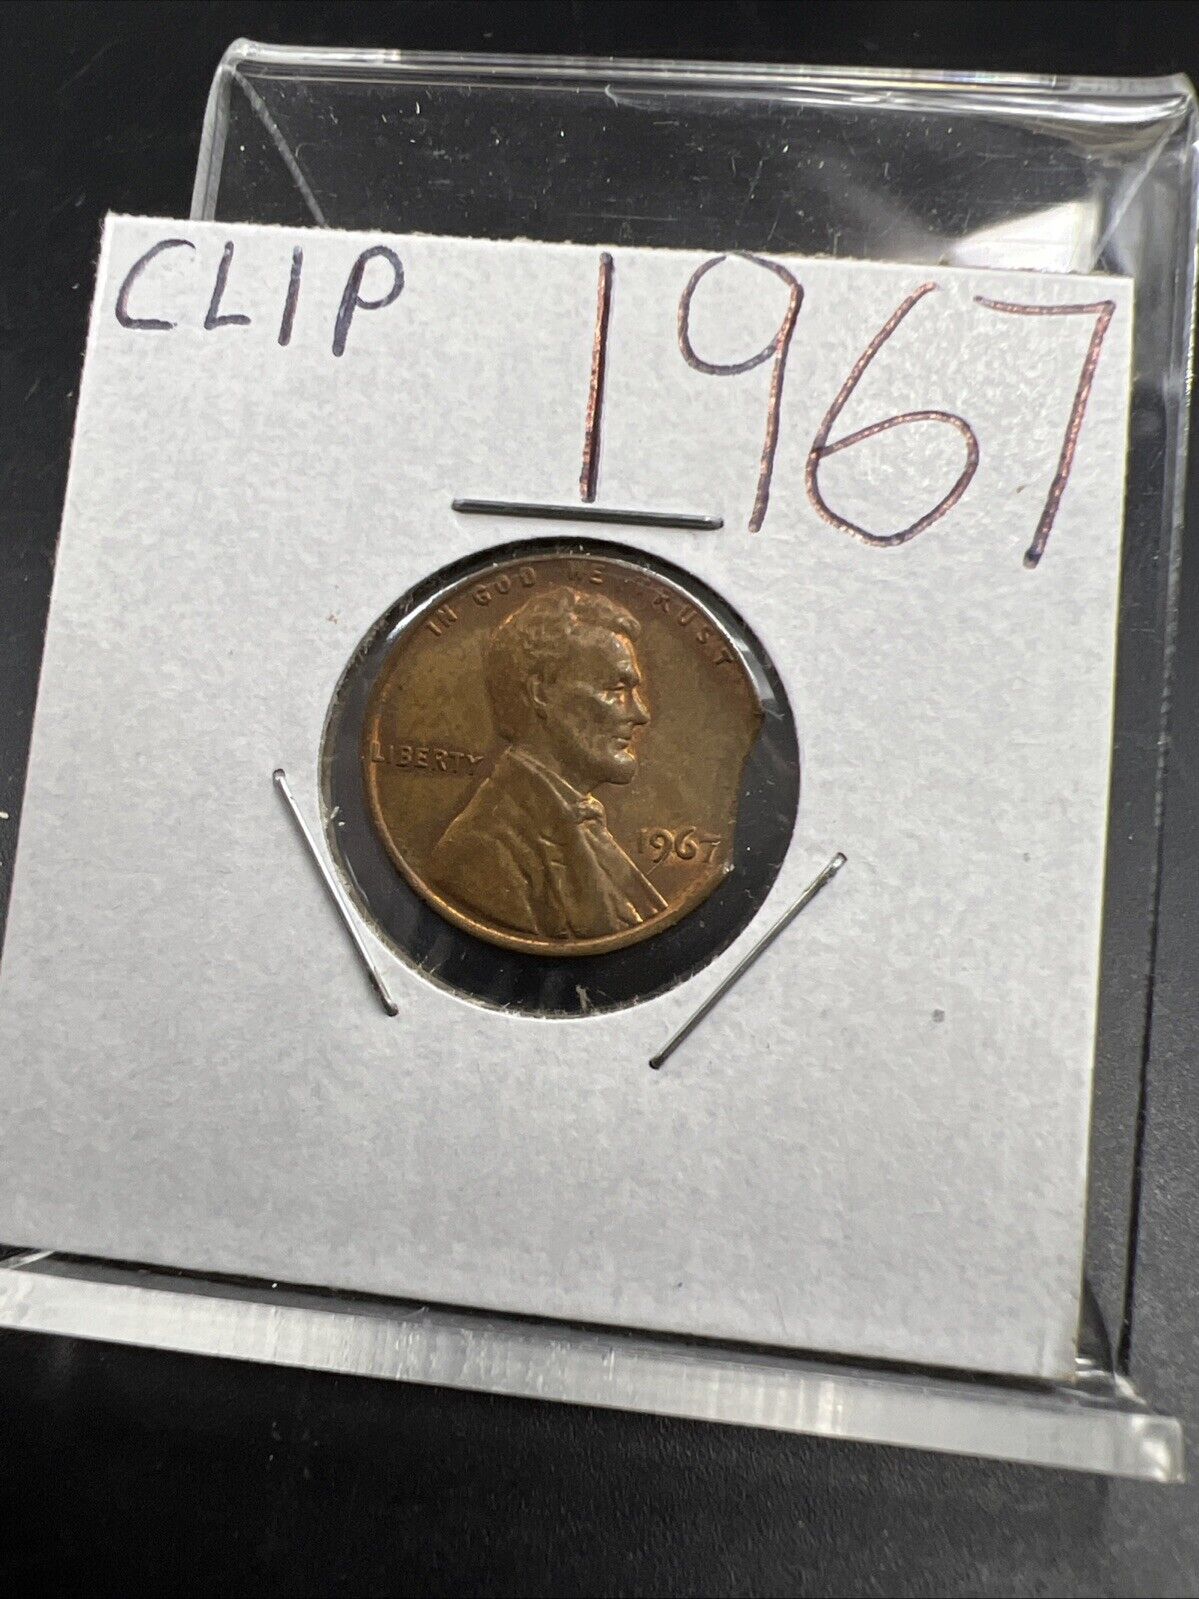 CLIP 1967
IN GOD WE TRUST
LIBERTY
1967